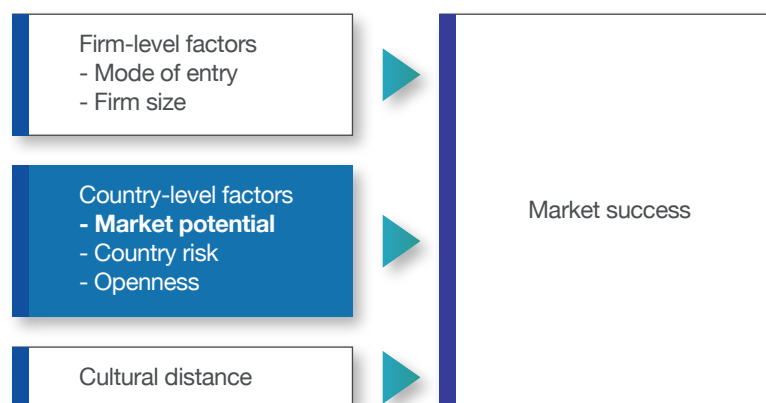 Firm-level factors
- Mode of entry
- Firm size
Country-level factors
- Market potential
- Country risk
- Openness
Market success
Cultural distance